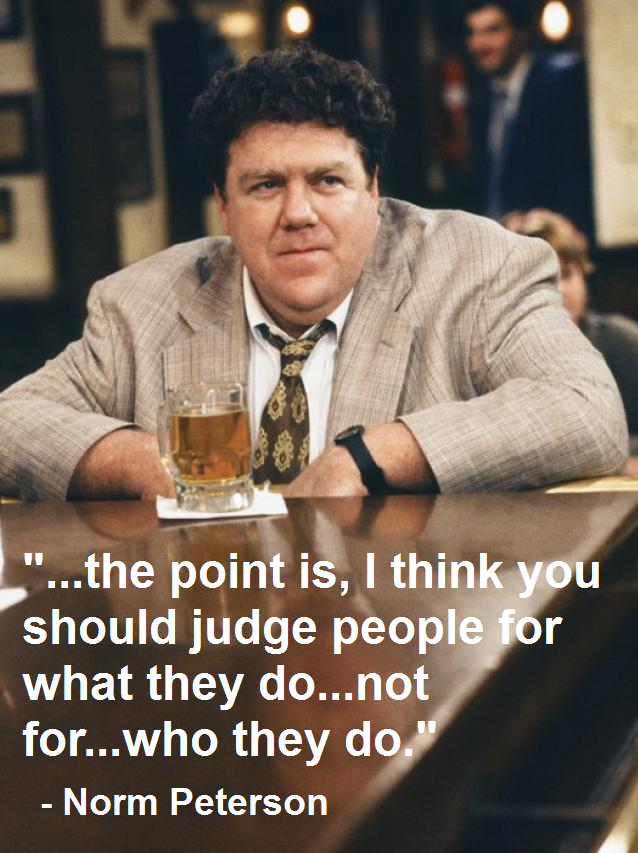 "...the point is, I think you
should judge people for
what they do...not
for...who they do."
- Norm Peterson